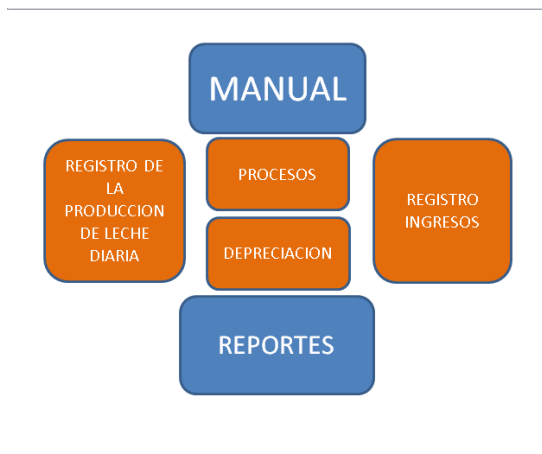 MANUAL
REGISTRO DE
LA
PRODUCCION
DE LECHE
DIARIA
PROCESOS
DEPRECIACION
REGISTRO
INGRESOS
REPORTES